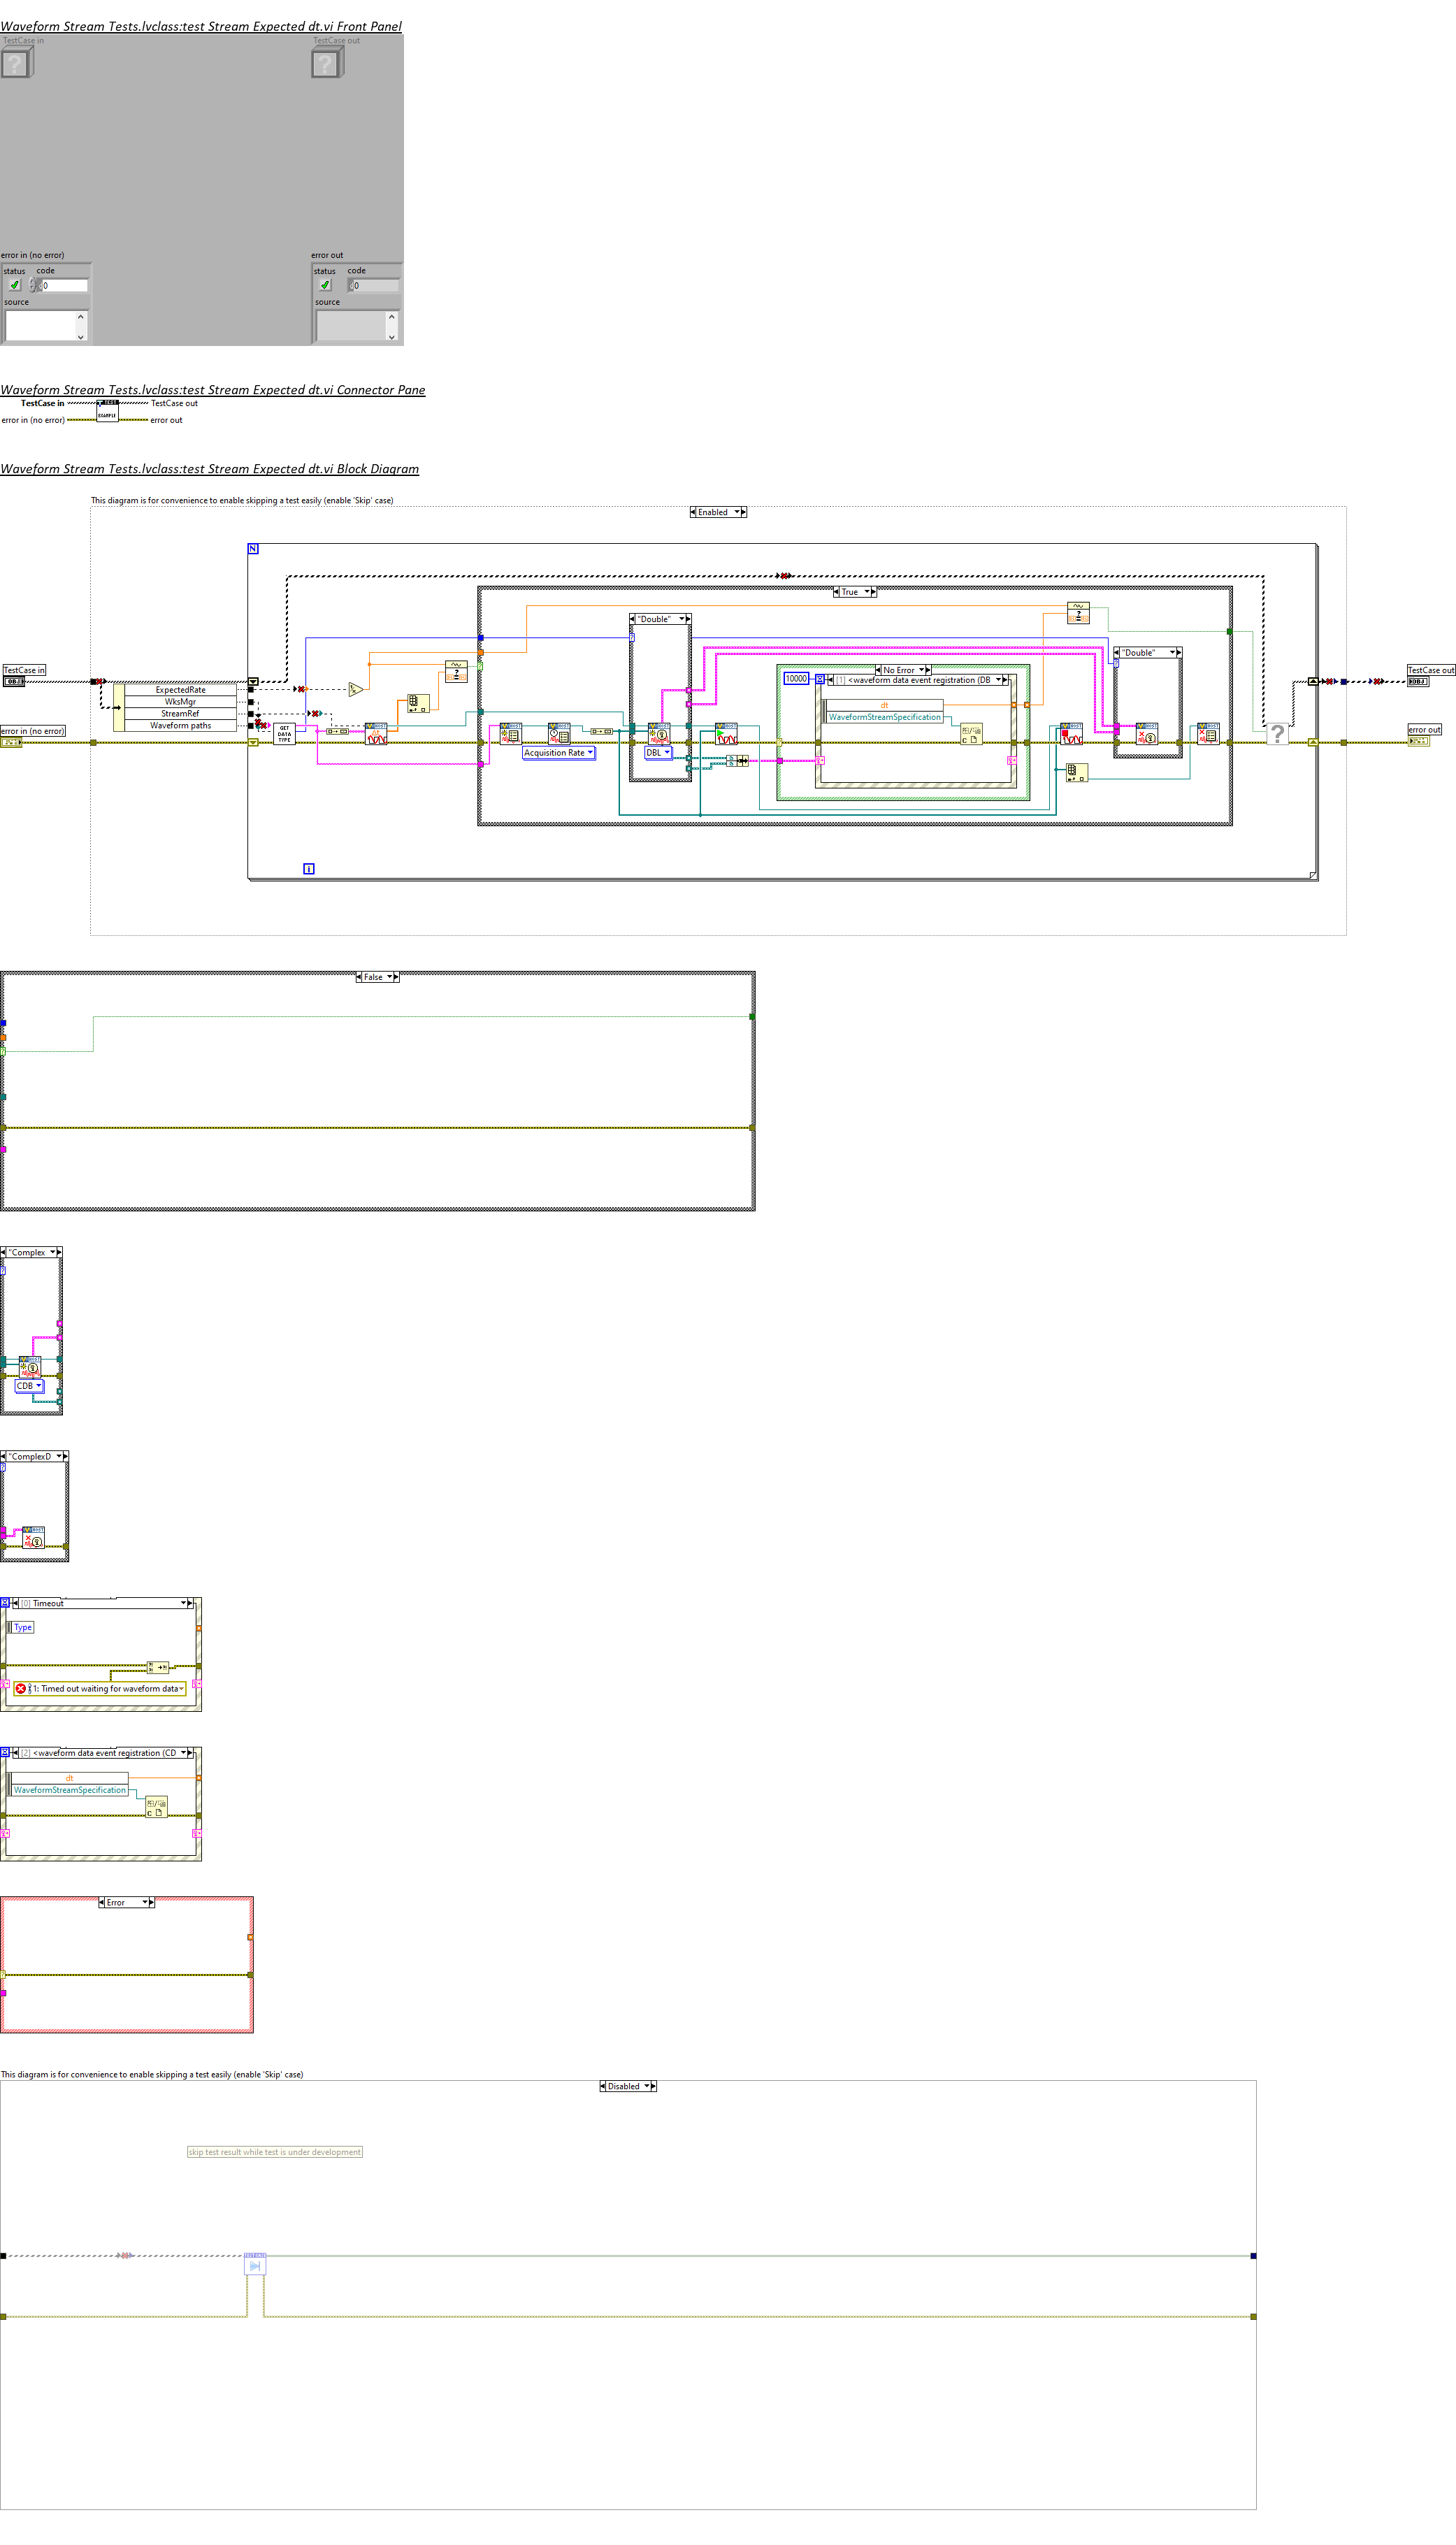 Waveform Stream Tests.lvclass:test Stream Expected dt.vi Front Panel
TestCase in
TestCase out
error in (no error)
error out
status code
status code
0
0
source
source
Waveform Stream Tests.lvclass:test Stream Expected dt.vi Connector Pane
TestCase in
TestCase out
TEST
EXAMPLE
error in (no error)
error out
Waveform Stream Tests.lvclass:test Stream Expected dt.vi Block Diagram
This diagram is for convenience to enable skipping a test easily (enable 'Skip' case)
Enabled
N
True
"Double"
"Double"
No Error
TestCase in
TestCase out
OBJ
OBJ
10000
[1] <waveform data event registration (DB
ExpectedRate
WksMgr
StreamRef
Waveform paths
GET
DATA
TYPE
dt
WaveformStreamSpecification
error in (no error)
error out
Acquisition Rate
DBL
i
False
"Complex
CDB
"ComplexD
[0] Timeout
Type
1: Timed out waiting for waveform data
[2] <waveform data event registration (CD
dt
WaveformStreamSpecification
Error
This diagram is for convenience to enable skipping a test easily (enable 'Skip' case)
Disabled
skip test result while test is under development